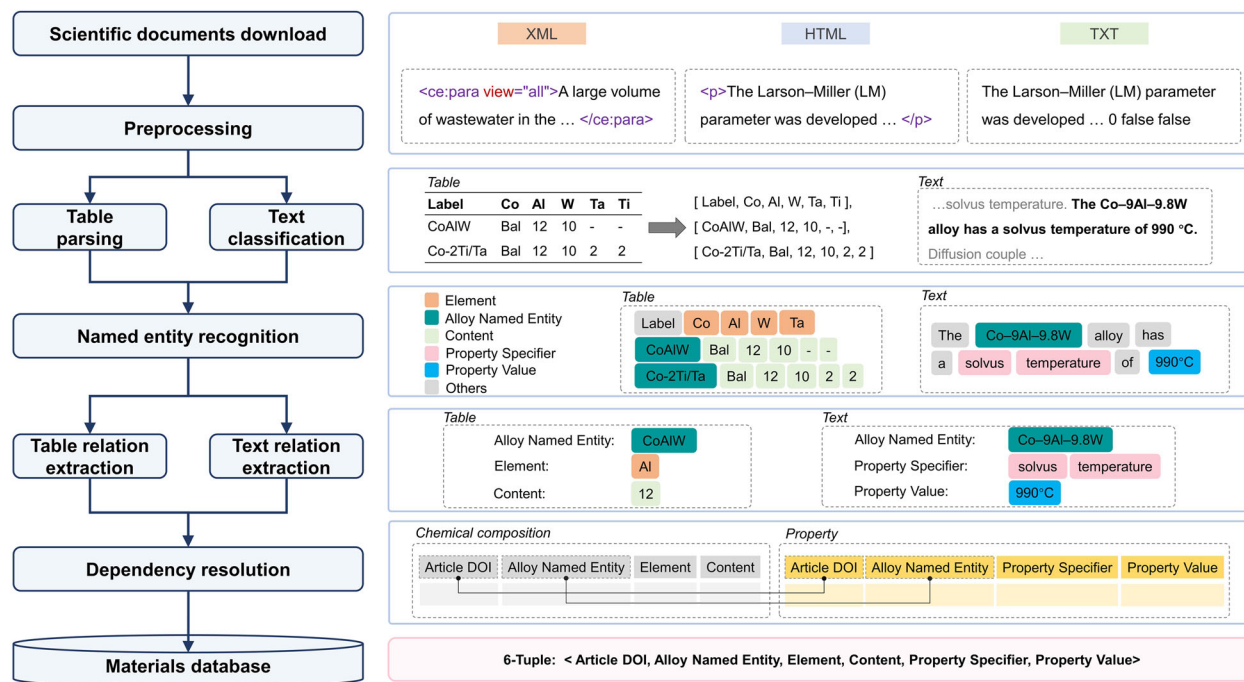 Scientific documents download
Preprocessing
Table
parsing
Text
classification
Named entity recognition
Table relation
extraction
Text relation
extraction
Dependency resolution
Materials database
XML
HTML
TXT
<ce:para view="all">A large volume
of wastewater in the … </ce:para>
<p>The Larson–Miller (LM)
parameter was developed … </p>
The Larson–Miller (LM) parameter
was developed … 0 false false
Table
Label Co Al W Ta Ti
CoAlW Bal 12 10 - -
Co-2Ti/Ta Bal 12 10 2 2
[ Label, Co, Al, W, Ta, Ti ],
[ CoAlW, Bal, 12, 10, -, -],
[ Co-2Ti/Ta, Bal, 12, 10, 2, 2 ]
Text
…solvus temperature. The Co–9Al–9.8W
alloy has a solvus temperature of 990 °C.
Diffusion couple …
Element
Alloy Named Entity
Content
Property Specifier
Property Value
Others
Table
Label Co Al W Ta
CoAlW Bal 12 10 - -
Co-2Ti/Ta Bal 12 10 2 2
Text
The Co–9Al–9.8W alloy has
a solvus temperature of 990°C
Table
Alloy Named Entity: CoAlW
Element: Al
Content: 12
Text
Alloy Named Entity: Co–9Al–9.8W
Property Specifier: solvus temperature
Property Value: 990°C
Chemical composition
Article DOI Alloy Named Entity Element Content
Property
Article DOI Alloy Named Entity Property Specifier Property Value
6-Tuple: < Article DOI, Alloy Named Entity, Element, Content, Property Specifier, Property Value>